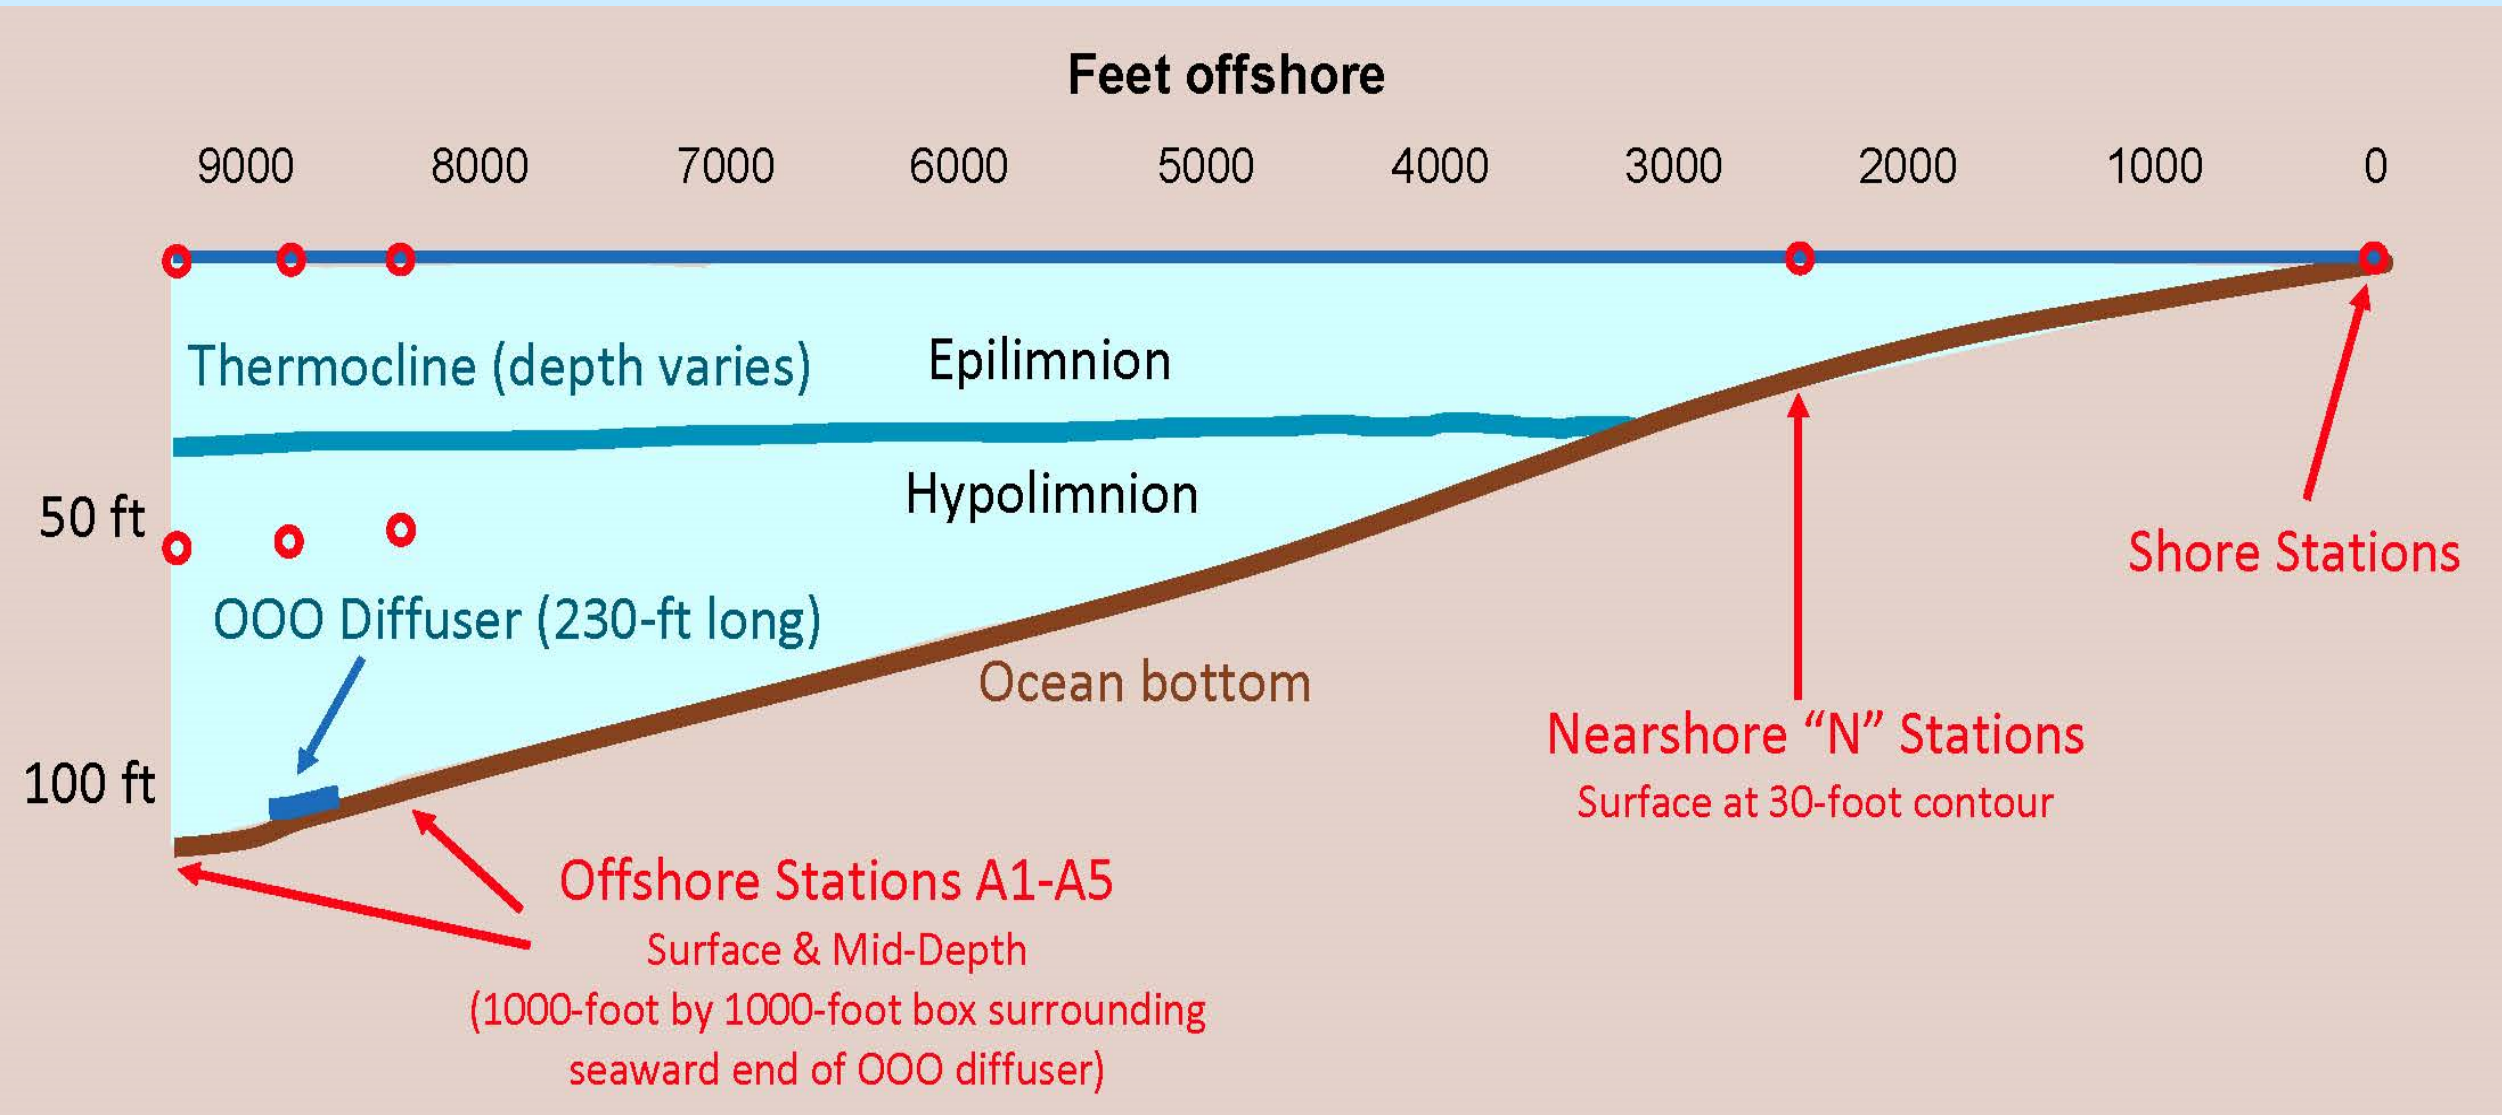 Feet offshore
9000 8000 7000 6000 5000 4000 3000 2000 1000 0
Thermocline (depth varies)
Epilimnion
Hypolimnion
50 ft
OOO Diffuser (230-ft long)
Shore Stations
Ocean bottom
Nearshore “N” Stations
Surface at 30-foot contour
100 ft
Offshore Stations A1-A5
Surface & Mid-Depth
(1000-foot by 1000-foot box surrounding
seaward end of OOO diffuser)